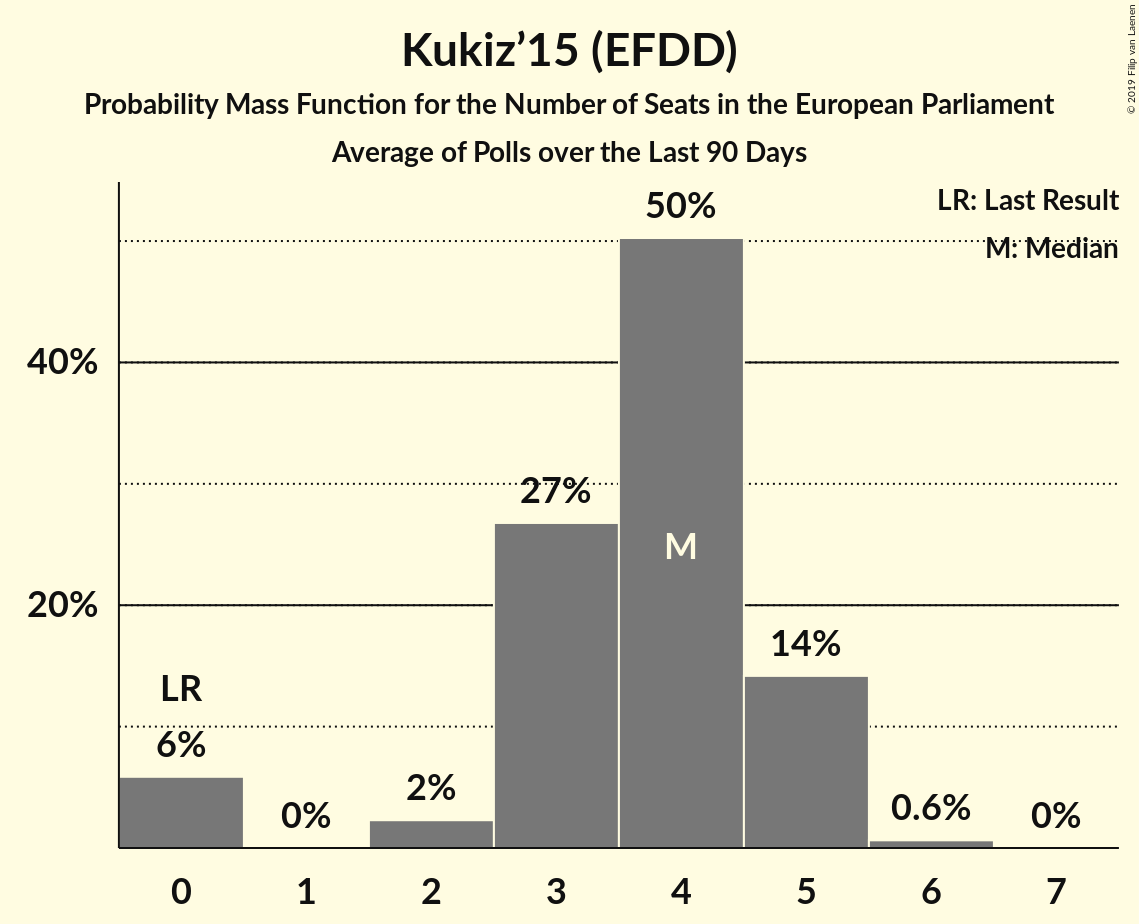 Kukiz’15 (EFDD)
Probability Mass Function for the Number of Seats in the European Parliament
Average of Polls over the Last 90 Days
© 2019 Filip van Laenen
LR: Last Result
M: Median
50%
40%
27%
M
20%
14%
LR
6%
0%
2%
0.6%
0%
0 1 2 3 4 5 6 7